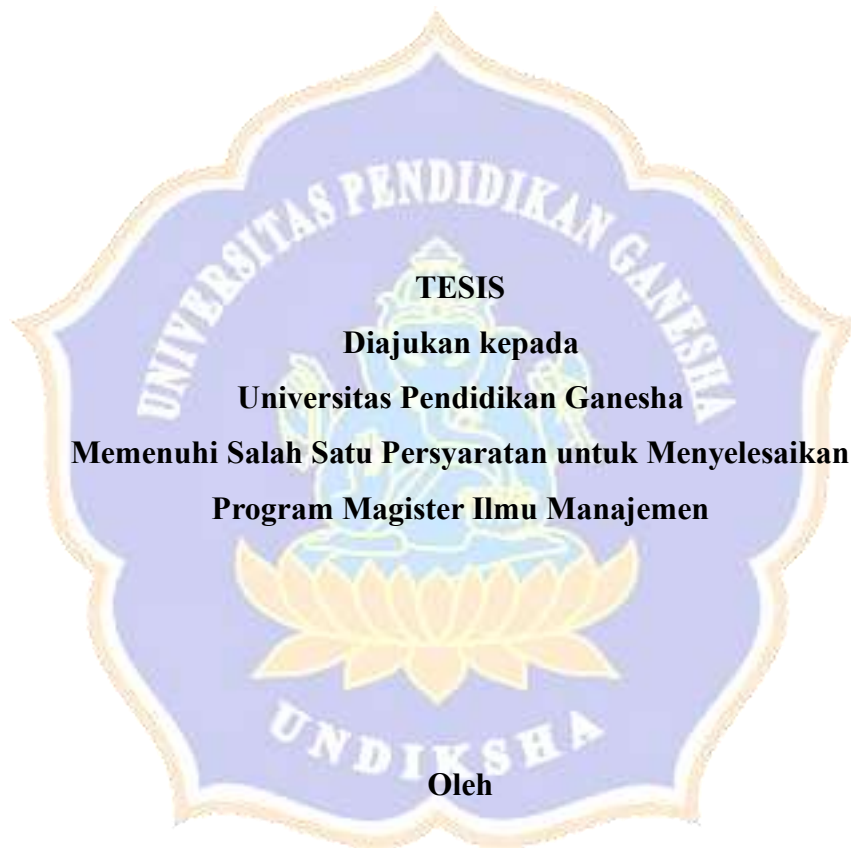 UNIVERSITAS PENDIDIKAN GANESHA
TESIS
Diajukan kepada
Universitas Pendidikan Ganesha
Memenuhi Salah Satu Persyaratan untuk Menyelesaikan
Program Magister Ilmu Manajemen
UNDIKSHA
Oleh